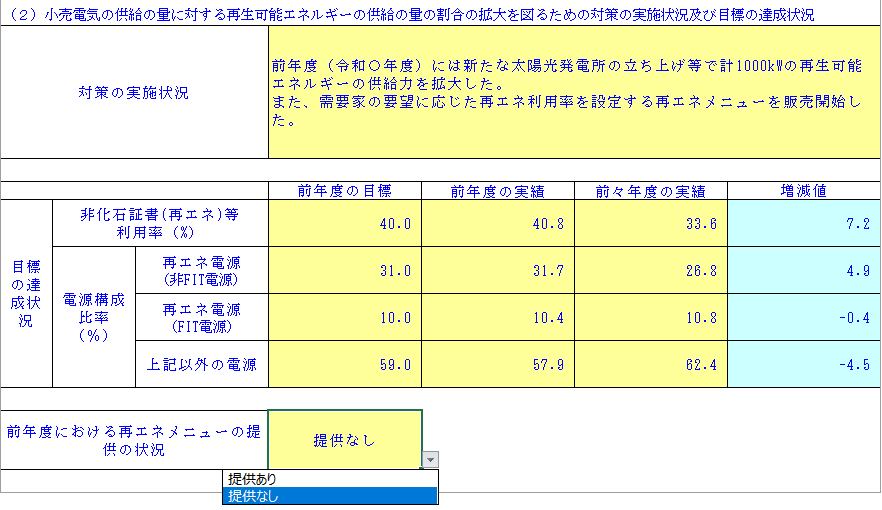 (2) 小売電気の供給の量に対する再生可能エネルギーの供給の量の割合の拡大を図るための対策の実施状況及び目標の達成状況
対策の実施状況
前年度(令和〇年度)には新たな太陽光発電所の立ち上げ等で計1000kWの再生可能
エネルギーの供給力を拡大した。
また、需要家の要望に応じた再エネ利用率を設定する再エネメニューを販売開始し
た。
前年度の目標 前年度の実績 前々年度の実績 増減値
目標
の達
成状
況
非化石証書(再エネ)等
利用率 (%)
40.0 40.8 33.6 7.2
電源構成
比率
(%)
再エネ電源
(非FIT電源)
31.0 31.7 26.8 4.9
再エネ電源
(FIT電源)
10.0 10.4 10.8 -0.4
上記以外の電源 59.0 57.9 62.4 -4.5
前年度における再エネメニューの提
供の状況
提供なし
提供あり
提供なし